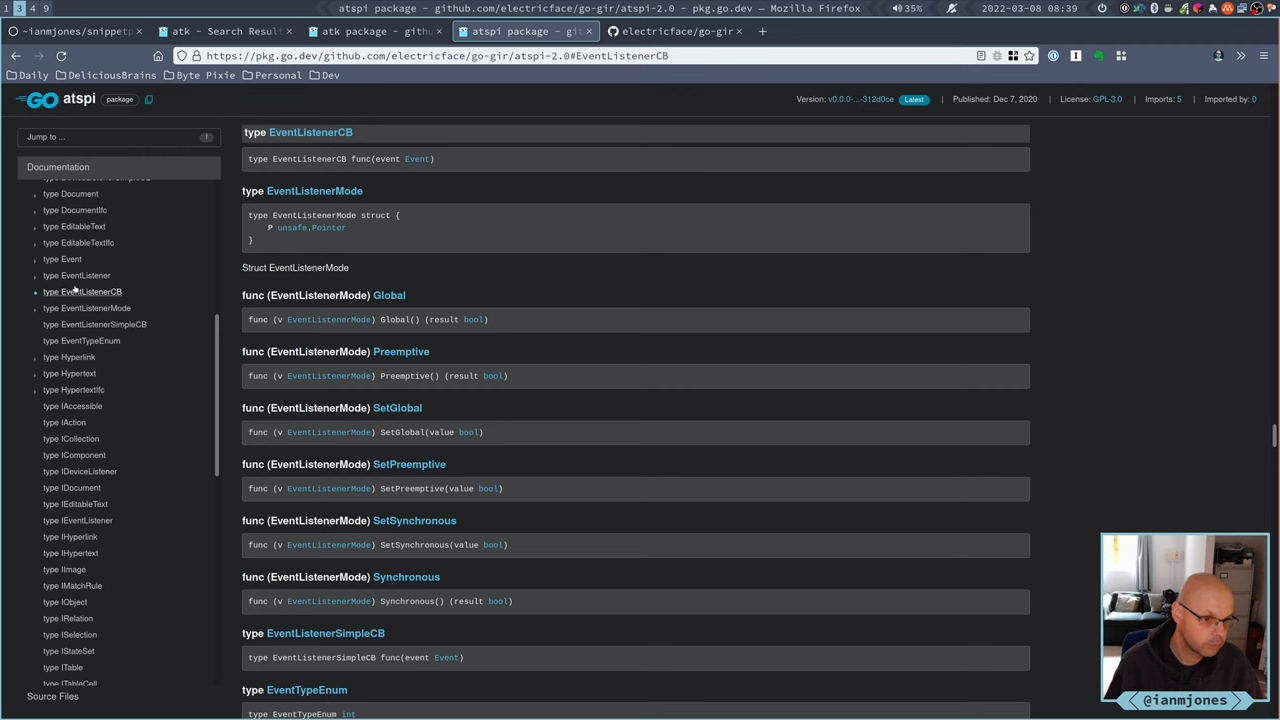 1 3 4 9
atspi package - github.com/electricface/go-gir/atspi-2.0 - pkg.go.dev — Mozilla Firefox
35%
2022-03-08 08:39
~ianmjones/snippetp
atk - Search Result
atk package - githu
atspi package - git
electricface/go-gir
https://pkg.go.dev/github.com/electricface/go-gir/atspi-2.0#EventListenerCB
Daily
DeliciousBrains
Byte Pixie
Personal
Dev
GO
atspi
package
Version: v0.0.0-...-312d0ce
Latest
Published: Dec 7, 2020
License: GPL-3.0
Imports: 5
Imported by: 0
Jump to ...
f
Documentation
type DeviceListenerSimpleCB
type Document
type DocumentIfc
type EditableText
type EditableTextIfc
type Event
type EventListener
type EventListenerCB
type EventListenerMode
type EventListenerSimpleCB
type EventTypeEnum
type Hyperlink
type Hypertext
type HypertextIfc
type IAccessible
type IAction
type ICollection
type IComponent
type IDeviceListener
type IDocument
type IEditableText
type IEventListener
type IHyperlink
type IHypertext
type IImage
type IMatchRule
type IObject
type IRelation
type ISelection
type IStateSet
type ITable
type ITableCell
Source Files
type EventListenerCB
type EventListenerCB func(event Event)
type EventListenerMode
type EventListenerMode struct {
P unsafe.Pointer
}
Struct EventListenerMode
func (EventListenerMode) Global
func (v EventListenerMode) Global() (result bool)
func (EventListenerMode) Preemptive
func (v EventListenerMode) Preemptive() (result bool)
func (EventListenerMode) SetGlobal
func (v EventListenerMode) SetGlobal(value bool)
func (EventListenerMode) SetPreemptive
func (v EventListenerMode) SetPreemptive(value bool)
func (EventListenerMode) SetSynchronous
func (v EventListenerMode) SetSynchronous(value bool)
func (EventListenerMode) Synchronous
func (v EventListenerMode) Synchronous() (result bool)
type EventListenerSimpleCB
type EventListenerSimpleCB func(event Event)
type EventTypeEnum
type EventTypeEnum int
@ianmjones